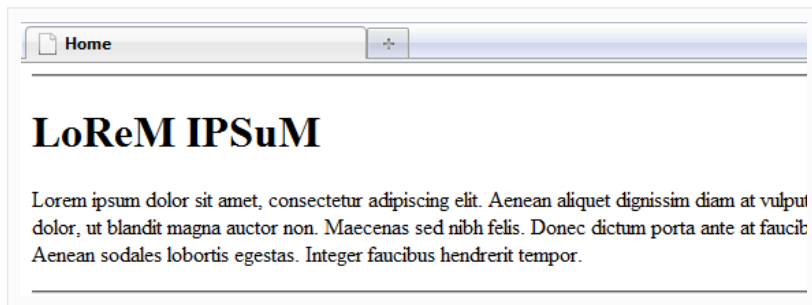 Home
LoReM IPSuM
Lorem ipsum dolor sit amet, consectetur adipiscing elit. Aenean aliquet dignissim diam at vulput
dolor, ut blandit magna auctor non. Maecenas sed nibh felis. Donec dictum porta ante at faucib
Aenean sodales lobortis egestas. Integer faucibus hendrerit tempor.